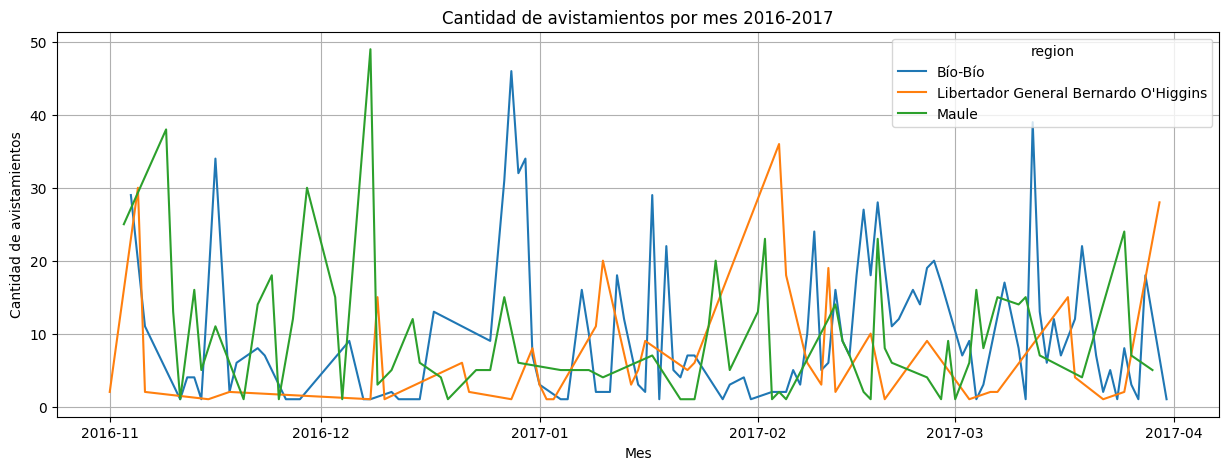 Cantidad de avistamientos por mes 2016-2017
Cantidad de avistamientos
50
40
30
20
10
0
region
Bío-Bío
Libertador General Bernardo O'Higgins
Maule
2016-11
2016-12
2017-01
2017-02
2017-03
2017-04
Mes